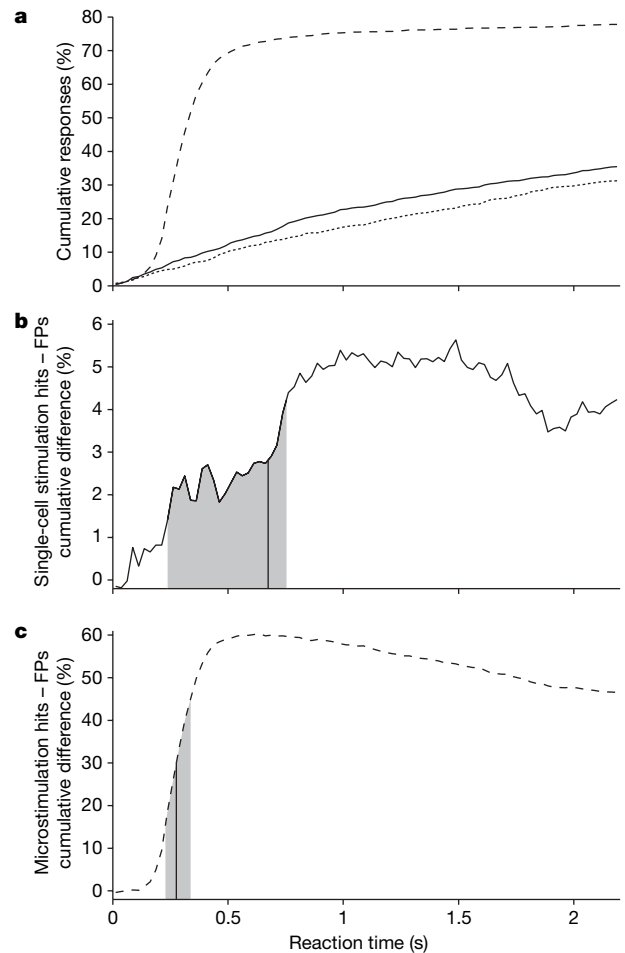 a
Cumulative responses (%)
80
70
60
50
40
30
20
10
0
b
Single-cell stimulation hits – FPs
cumulative difference (%)
6
5
4
3
2
1
0
c
Microstimulation hits – FPs
cumulative difference (%)
60
50
40
30
20
10
0
0 0.5 1 1.5 2
Reaction time (s)